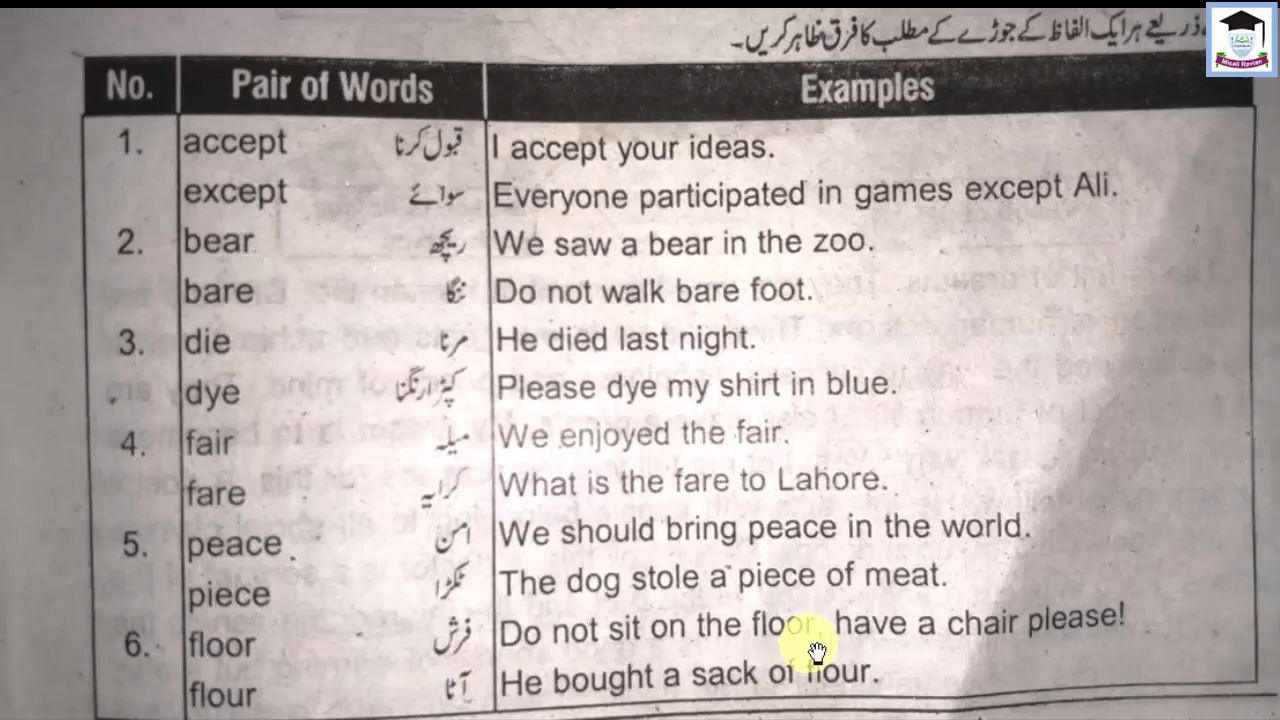 ذریعے ہر ایک الفاظ کے جوڑے کے مطلب کا فرق ظاہر کریں۔
Misali Ravian
No. Pair of Words Examples
1. accept قبول کرنا I accept your ideas.
except سوائے Everyone participated in games except Ali.
2. bear ریچھ We saw a bear in the zoo.
bare ننگا Do not walk bare foot.
3. die مرنا He died last night.
dye کپڑا رنگنا Please dye my shirt in blue.
4. fair میلہ We enjoyed the fair.
fare کرایہ What is the fare to Lahore.
5. peace امن We should bring peace in the world.
piece ٹکڑا The dog stole a piece of meat.
6. floor فرش Do not sit on the floor, have a chair please!
flour آٹا He bought a sack of flour.